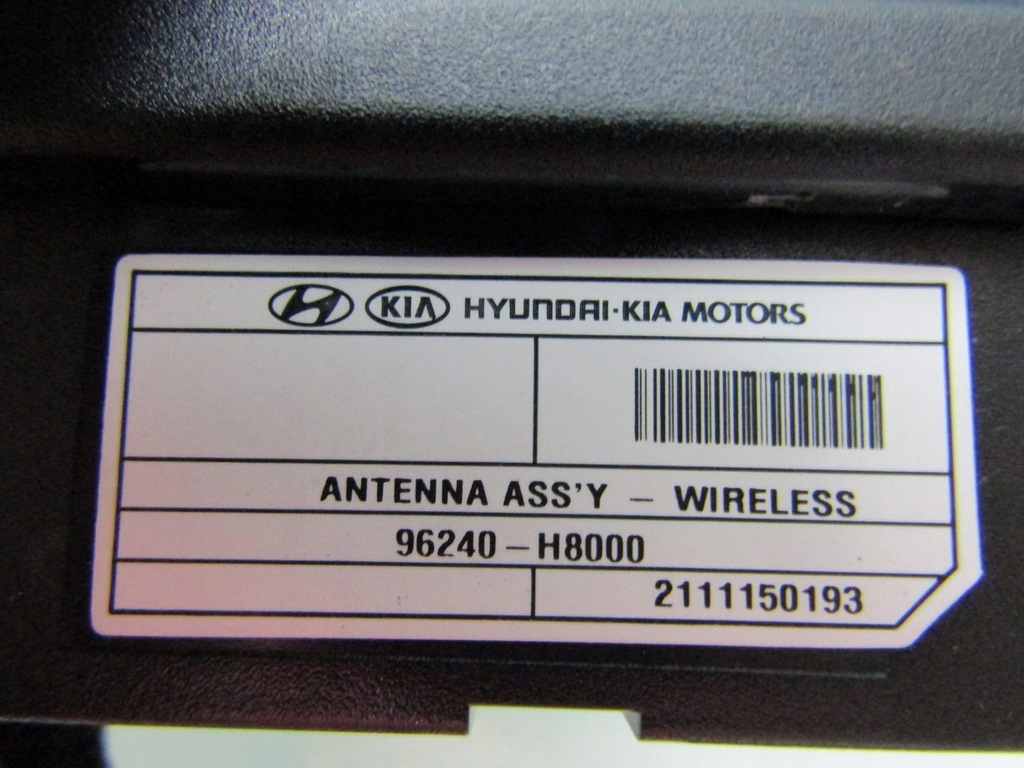 KIA HYUNDAI·KIA MOTORS
ANTENNA ASS'Y – WIRELESS
96240 – H8000
2111150193